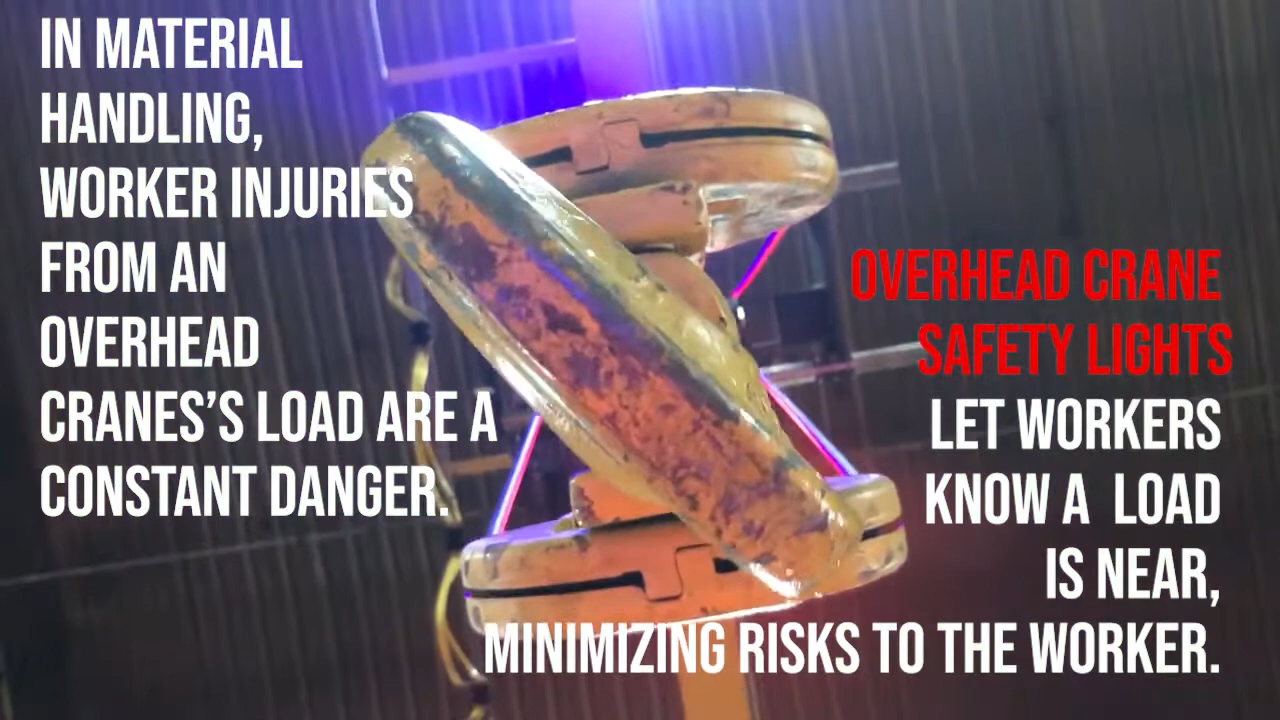 IN MATERIAL
HANDLING,
WORKER INJURIES
FROM AN
OVERHEAD
CRANES’S LOAD ARE A
CONSTANT DANGER.
OVERHEAD CRANE
SAFETY LIGHTS
LET WORKERS
KNOW A  LOAD
IS NEAR,
MINIMIZING RISKS TO THE WORKER.